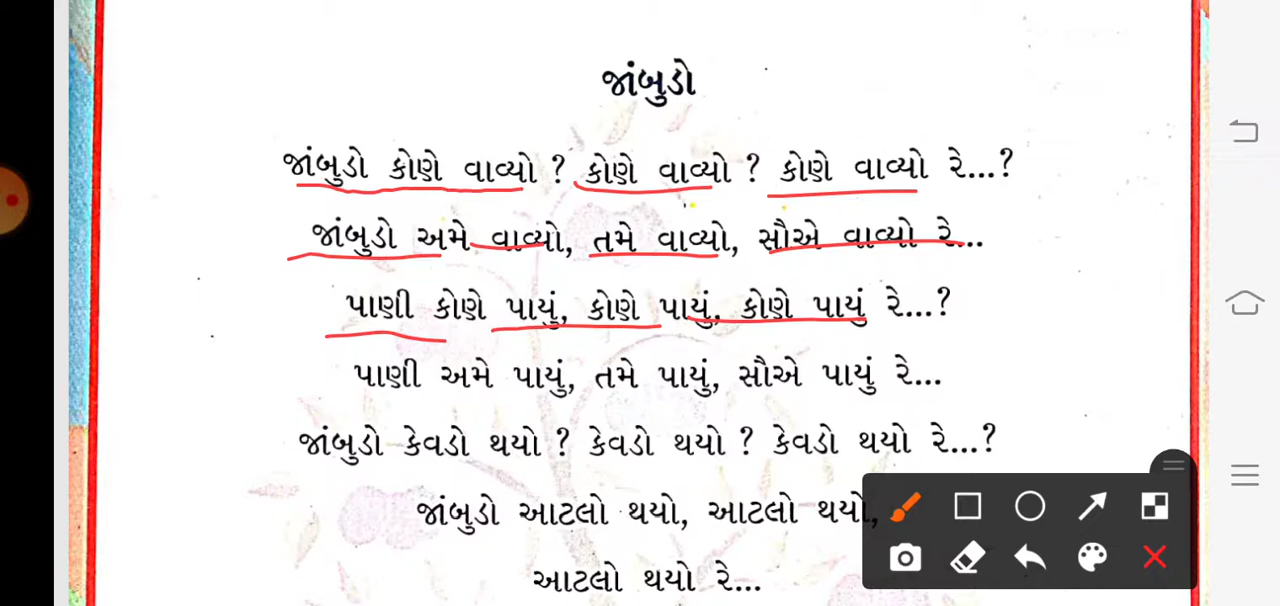 જાંબુડો
જાંબુડો કોણે વાવ્યો ? કોણે વાવ્યો ? કોણે વાવ્યો રે...?
જાંબુડો અમે વાવ્યો, તમે વાવ્યો, સૌએ વાવ્યો રે...
પાણી કોણે પાયું, કોણે પાયું, કોણે પાયું રે...?
પાણી અમે પાયું, તમે પાયું, સૌએ પાયું રે...
જાંબુડો કેવડો થયો ? કેવડો થયો ? કેવડો થયો રે...?
જાંબુડો આટલો થયો, આટલો થયો,
આટલો થયો રે...